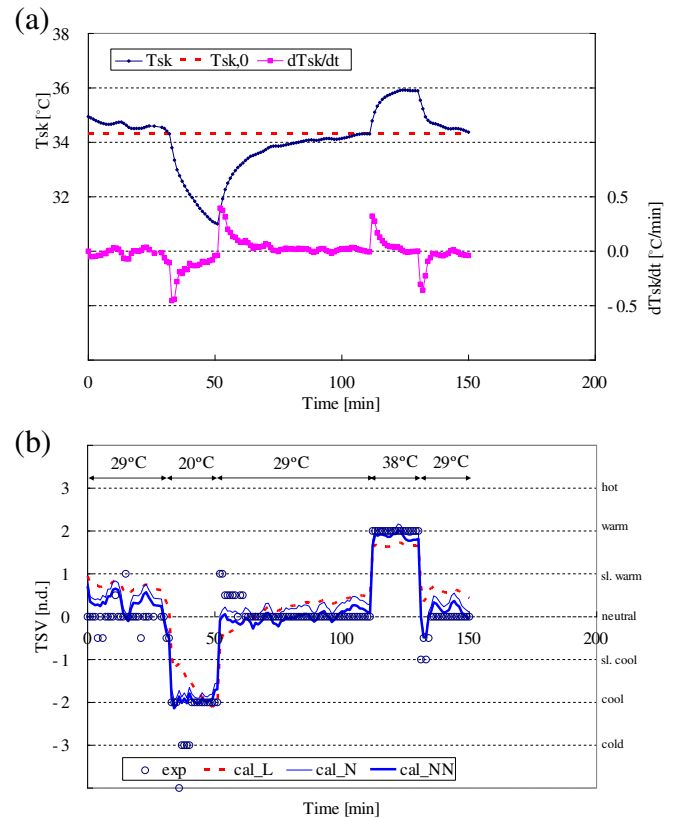 (a)
38
36
34
32
Tsk [°C]
Tsk Tsk,0 dTsk/dt
0.5
0.0
- 0.5
dTsk/dt [°C/min]
0 50 100 150 200
Time [min]
(b)
29°C 20°C 29°C 38°C 29°C
3
2
1
0
- 1
- 2
- 3
TSV [n.d.]
hot
warm
sl. warm
neutral
sl. cool
cool
cold
0 50 100 150 200
exp cal_L cal_N cal_NN
Time [min]